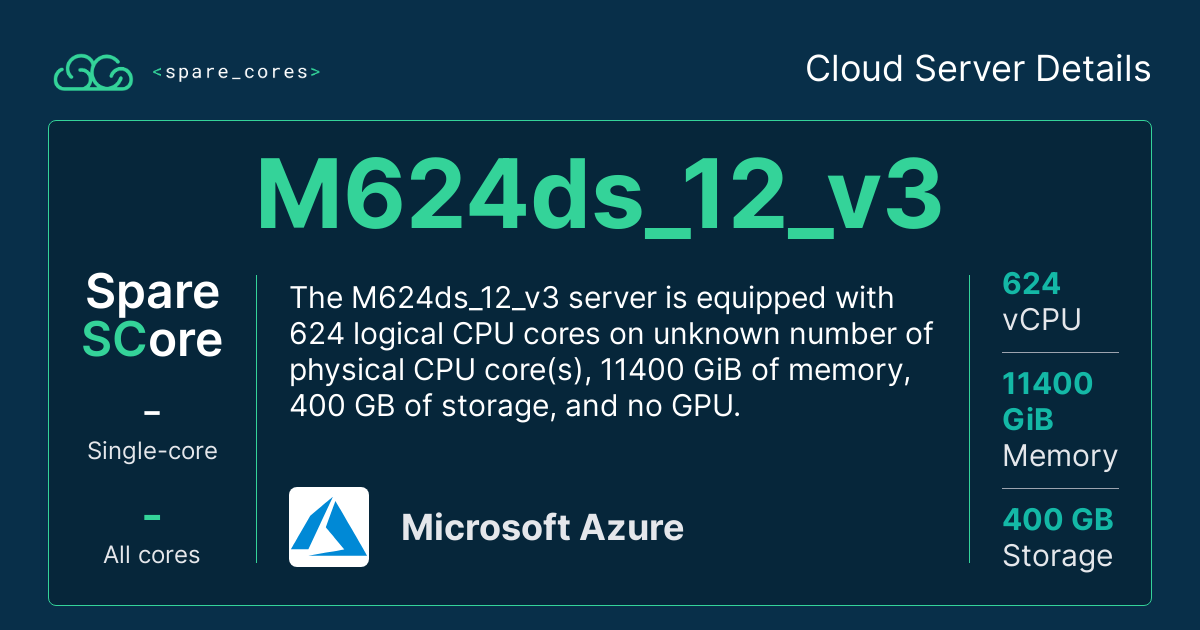 <spare_cores>
Cloud Server Details
M624ds_12_v3
Spare
SCore
-
Single-core
-
All cores
The M624ds_12_v3 server is equipped with
624 logical CPU cores on unknown number of
physical CPU core(s), 11400 GiB of memory,
400 GB of storage, and no GPU.
Microsoft Azure
624
vCPU
11400
GiB
Memory
400 GB
Storage